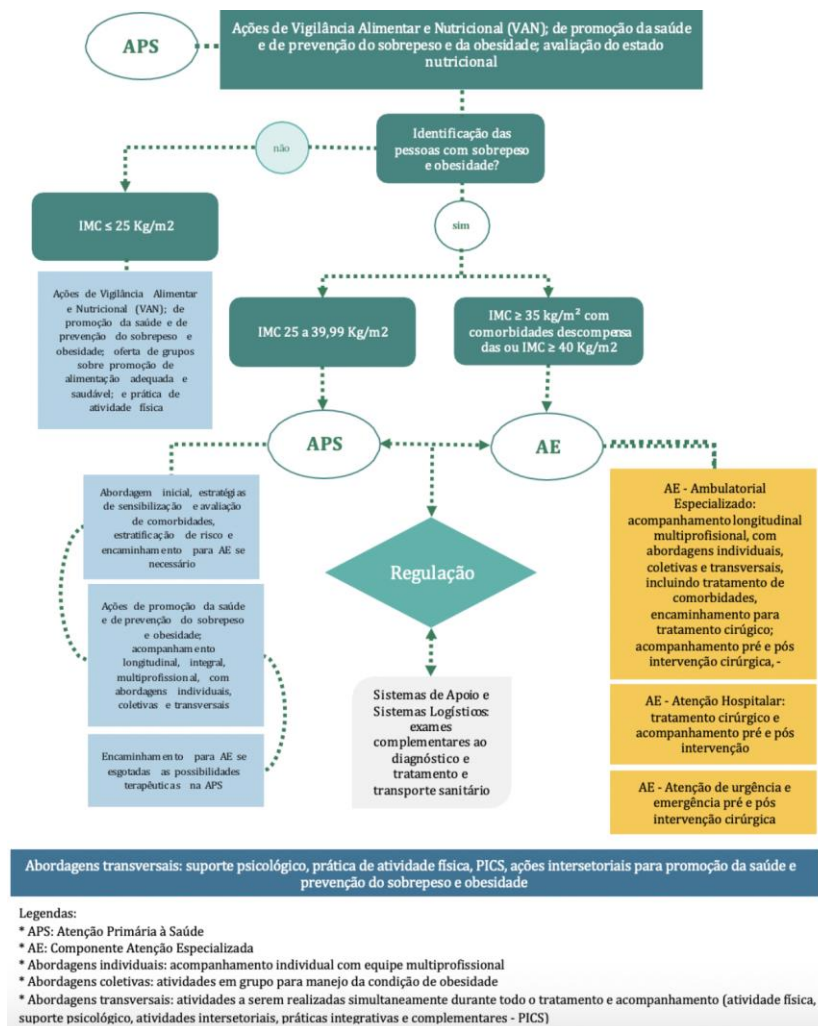 APS
Ações de Vigilância Alimentar e Nutricional (VAN); de promoção da saúde
e de prevenção do sobrepeso e da obesidade; avaliação do estado
nutricional
não
Identificação das
pessoas com sobrepeso
e obesidade?
sim
IMC ≤ 25 Kg/m2
Ações de Vigilância Alimentar
e Nutricional (VAN); de
promoção da saúde e de
prevenção do sobrepeso e
obesidade; oferta de grupos
sobre promoção de
alimentação adequada e
saudável; e prática de
atividade física
IMC 25 a 39,99 Kg/m2
IMC ≥ 35 kg/m² com
comorbidades descompensa
das ou IMC ≥ 40 Kg/m2
APS
AE
Abordagem inicial, estratégias
de sensibilização e avaliação
de comorbidades,
estratificação de risco e
encaminhamento para AE se
necessário
Ações de promoção da saúde
e de prevenção do sobrepeso
e obesidade;
acompanhamento
longitudinal, integral,
multiprofissional, com
abordagens individuais,
coletivas e transversais
Encaminhamento para AE se
esgotadas as possibilidades
terapêuticas na APS
Regulação
Sistemas de Apoio e
Sistemas Logísticos:
exames
complementares ao
diagnóstico e
tratamento e
transporte sanitário
AE - Ambulatorial
Especializado:
acompanhamento longitudinal
multiprofisional, com
abordagens individuais,
coletivas e transversais,
incluindo tratamento de
comorbidades,
encaminhamento para
tratamento cirúgico;
acompanhamento pré e pós
intervenção cirúrgica, -
AE - Atenção Hospitalar:
tratamento cirúrgico e
acompanhamento pré e pós
intervenção
AE - Atenção de urgência e
emergência pré e pós
intervenção cirúrgica
Abordagens transversais: suporte psicológico, prática de atividade física, PICS, ações intersetoriais para promoção da saúde e
prevenção do sobrepeso e obesidade
Legendas:
* APS: Atenção Primária à Saúde
* AE: Componente Atenção Especializada
* Abordagens individuais: acompanhamento individual com equipe multiprofissional
* Abordagens coletivas: atividades em grupo para manejo da condição de obesidade
* Abordagens transversais: atividades a serem realizadas simultaneamente durante todo o tratamento e acompanhamento (atividade física,
suporte psicológico, atividades intersetoriais, práticas integrativas e complementares - PICS)